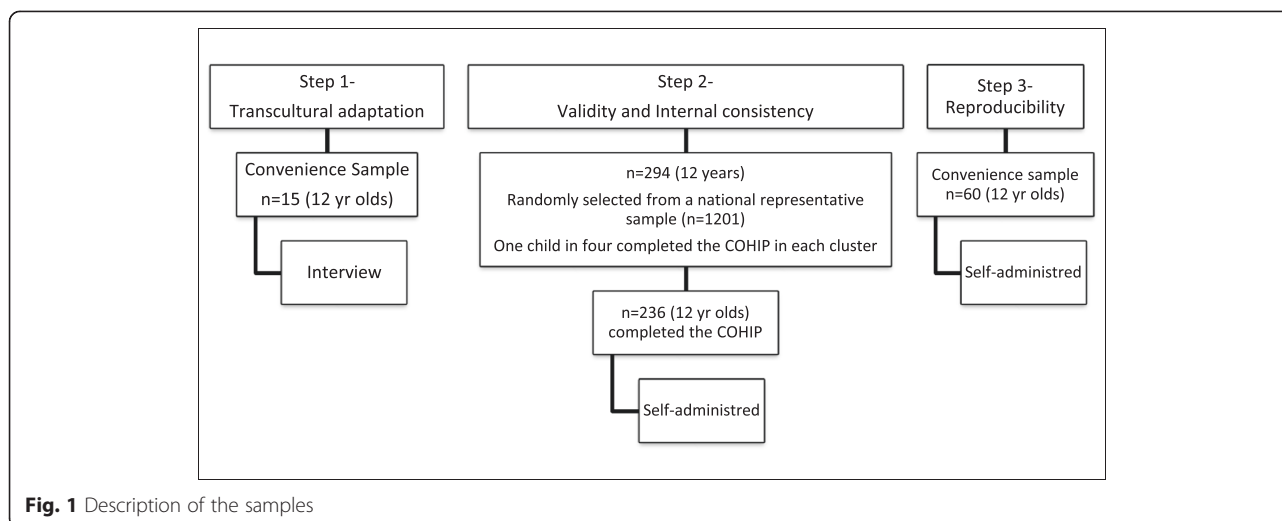 Step 1-
Transcultural adaptation
Convenience Sample
n=15 (12 yr olds)
Interview
Step 2-
Validity and Internal consistency
n=294 (12 years)
Randomly selected from a national representative
sample (n=1201)
One child in four completed the COHIP in each cluster
n=236 (12 yr olds)
completed the COHIP
Self-administred
Step 3-
Reproducibility
Convenience sample
n=60 (12 yr olds)
Self-administred
Fig. 1 Description of the samples